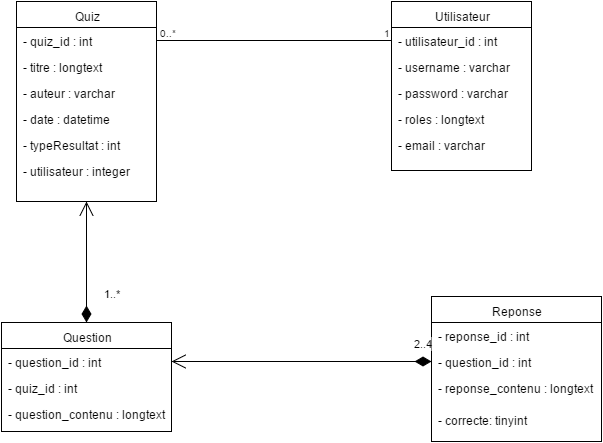 Quiz
- quiz_id : int
- titre : longtext
- auteur : varchar
- date : datetime
- typeResultat : int
- utilisateur : integer
0..*
1
Utilisateur
- utilisateur_id : int
- username : varchar
- password : varchar
- roles : longtext
- email : varchar
1..*
Question
- question_id : int
- quiz_id : int
- question_contenu : longtext
2..4
Reponse
- reponse_id : int
- question_id : int
- reponse_contenu : longtext
- correcte: tinyint